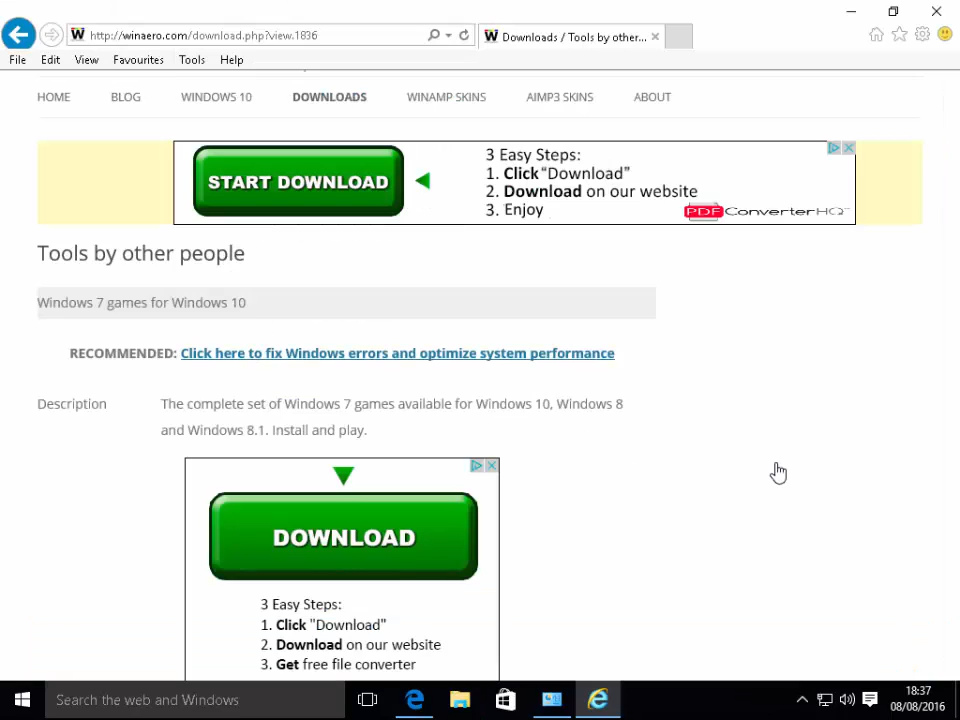 http://winaero.com/download.php?view.1836
Downloads / Tools by other...
File Edit View Favourites Tools Help
HOME BLOG WINDOWS 10 DOWNLOADS WINAMP SKINS AIMP3 SKINS ABOUT
START DOWNLOAD
3 Easy Steps:
1. Click "Download"
2. Download on our website
3. Enjoy
PDF ConverterHQ
Tools by other people
Windows 7 games for Windows 10
RECOMMENDED: Click here to fix Windows errors and optimize system performance
Description The complete set of Windows 7 games available for Windows 10, Windows 8
and Windows 8.1. Install and play.
DOWNLOAD
3 Easy Steps:
1. Click "Download"
2. Download on our website
3. Get free file converter
Search the web and Windows
18:37
08/08/2016